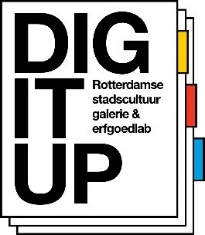 DIG
IT
UP
Rotterdamse
stadscultuur
galerie &
erfgoedlab